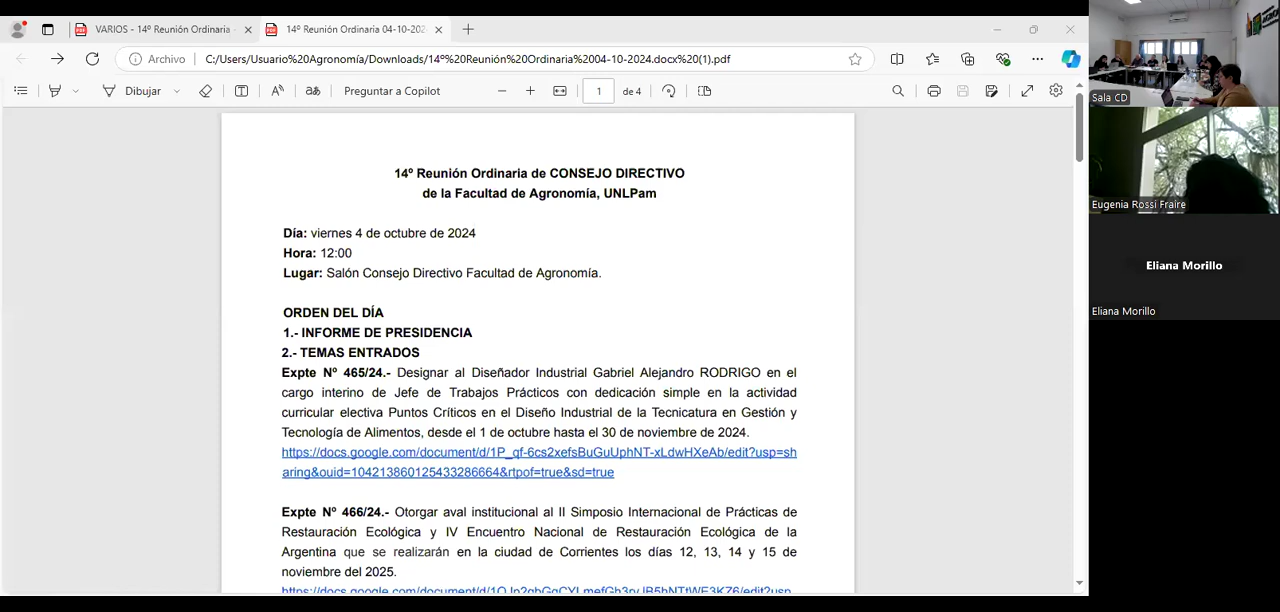 VARIOS - 14º Reunión Ordinaria
14º Reunión Ordinaria 04-10-202
Archivo
C:/Users/Usuario%20Agronomía/Downloads/14º%20Reunión%20Ordinaria%2004-10-2024.docx%20(1).pdf
Dibujar
Preguntar a Copilot
1
de 4
14º Reunión Ordinaria de CONSEJO DIRECTIVO
de la Facultad de Agronomía, UNLPam
Día: viernes 4 de octubre de 2024
Hora: 12:00
Lugar: Salón Consejo Directivo Facultad de Agronomía.
ORDEN DEL DÍA
1.- INFORME DE PRESIDENCIA
2.- TEMAS ENTRADOS
Expte Nº 465/24.- Designar al Diseñador Industrial Gabriel Alejandro RODRIGO en el
cargo interino de Jefe de Trabajos Prácticos con dedicación simple en la actividad
curricular electiva Puntos Críticos en el Diseño Industrial de la Tecnicatura en Gestión y
Tecnología de Alimentos, desde el 1 de octubre hasta el 30 de noviembre de 2024.
https://docs.google.com/document/d/1P_qf-6cs2xefsBuGuUphNT-xLdwHXeAb/edit?usp=sh
aring&ouid=104213860125433286664&rtpof=true&sd=true
Expte Nº 466/24.- Otorgar aval institucional al II Simposio Internacional de Prácticas de
Restauración Ecológica y IV Encuentro Nacional de Restauración Ecológica de la
Argentina que se realizarán en la ciudad de Corrientes los días 12, 13, 14 y 15 de
noviembre del 2025.
Sala CD
Eugenia Rossi Fraire
Eliana Morillo
Eliana Morillo